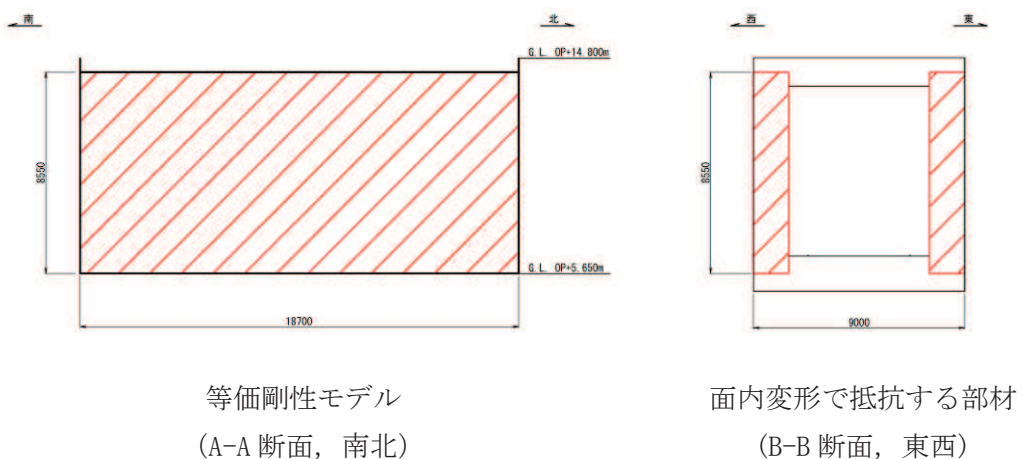 南
北
西
東
G.L. OP+14.800m
8550
8550
G.L. OP+5.650m
18700
9000
等価剛性モデル
(A-A 断面, 南北)
面内変形で抵抗する部材
(B-B 断面, 東西)